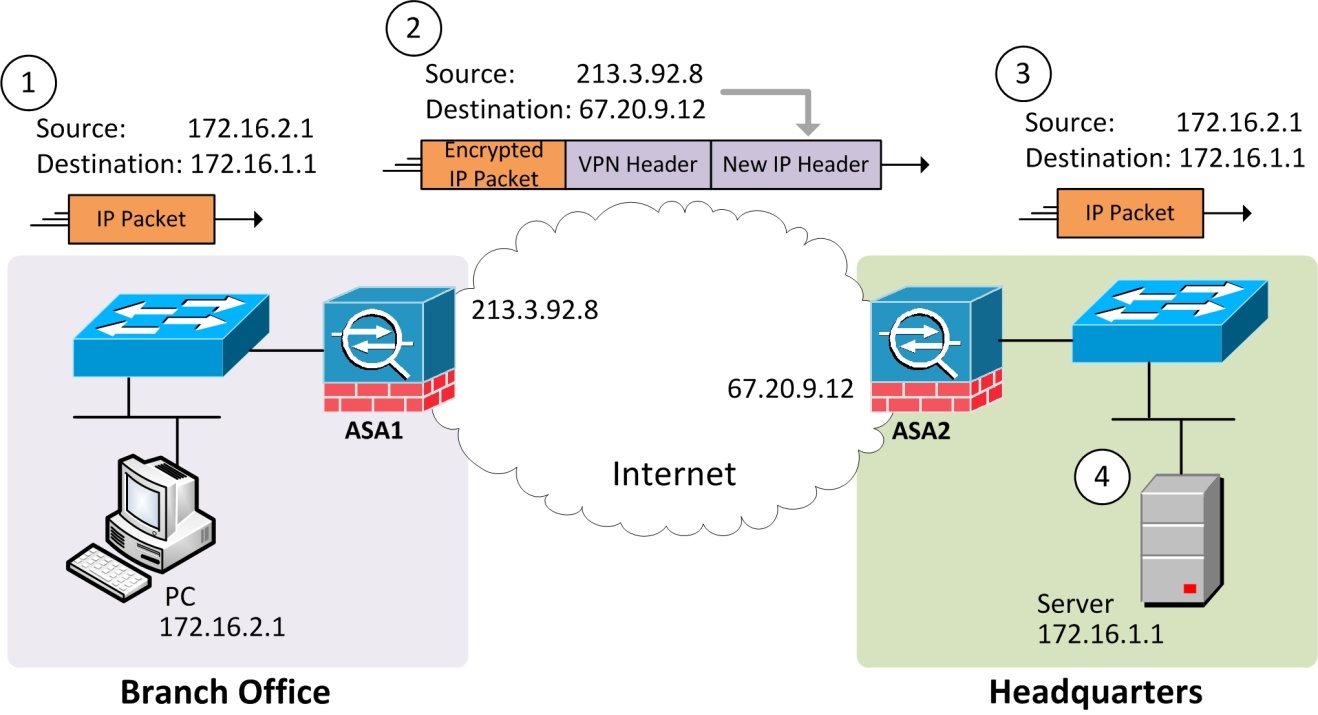 1
Source: 172.16.2.1
Destination: 172.16.1.1
IP Packet
2
Source: 213.3.92.8
Destination: 67.20.9.12
Encrypted
IP Packet
VPN Header
New IP Header
3
Source: 172.16.2.1
Destination: 172.16.1.1
IP Packet
213.3.92.8
ASA1
67.20.9.12
ASA2
Internet
PC
172.16.2.1
Branch Office
4
Server
172.16.1.1
Headquarters